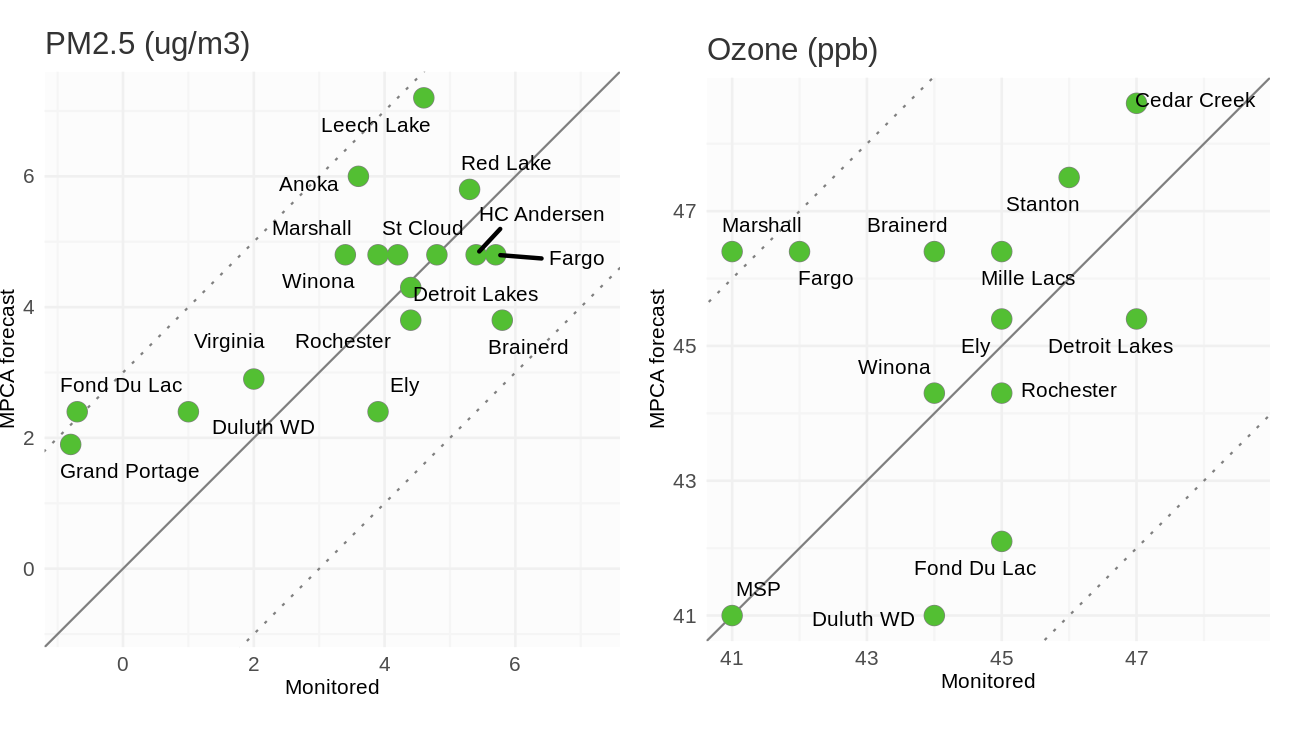 PM2.5 (ug/m3)
Leech Lake
Red Lake
Anoka
HC Andersen
Marshall
St Cloud
Fargo
Winona
Detroit Lakes
Virginia
Rochester
Brainerd
Fond Du Lac
Ely
Duluth WD
Grand Portage
6
4
2
0
MPCA forecast
0 2 4 6
Monitored
Ozone (ppb)
Cedar Creek
Stanton
Marshall
Brainerd
Fargo
Mille Lacs
Ely
Detroit Lakes
Winona
Rochester
Fond Du Lac
MSP
Duluth WD
47
45
43
41
MPCA forecast
41 43 45 47
Monitored